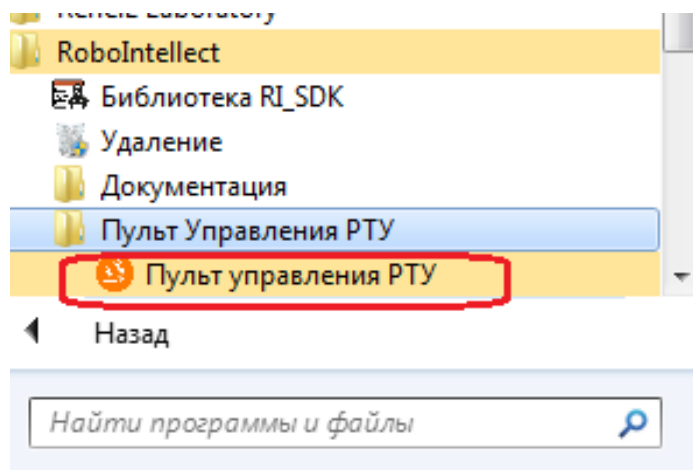 RoboIntellect
Библиотека RI_SDK
Удаление
Документация
Пульт Управления РТУ
Пульт управления РТУ
Назад
Найти программы и файлы